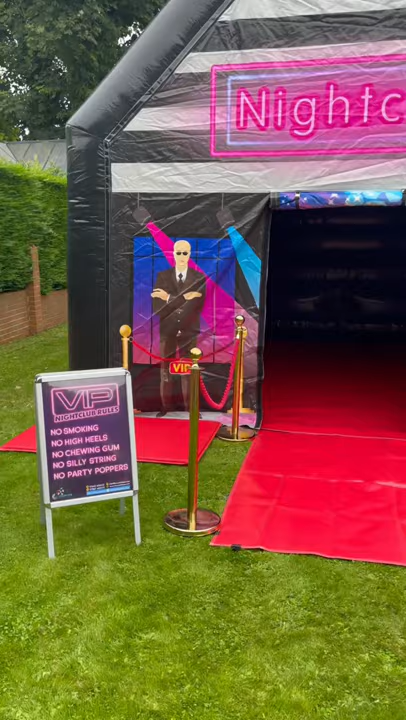 Nightc
VIP
VIP
NIGHTCLUB RULES
NO SMOKING
NO HIGH HEELS
NO CHEWING GUM
NO SILLY STRING
NO PARTY POPPERS